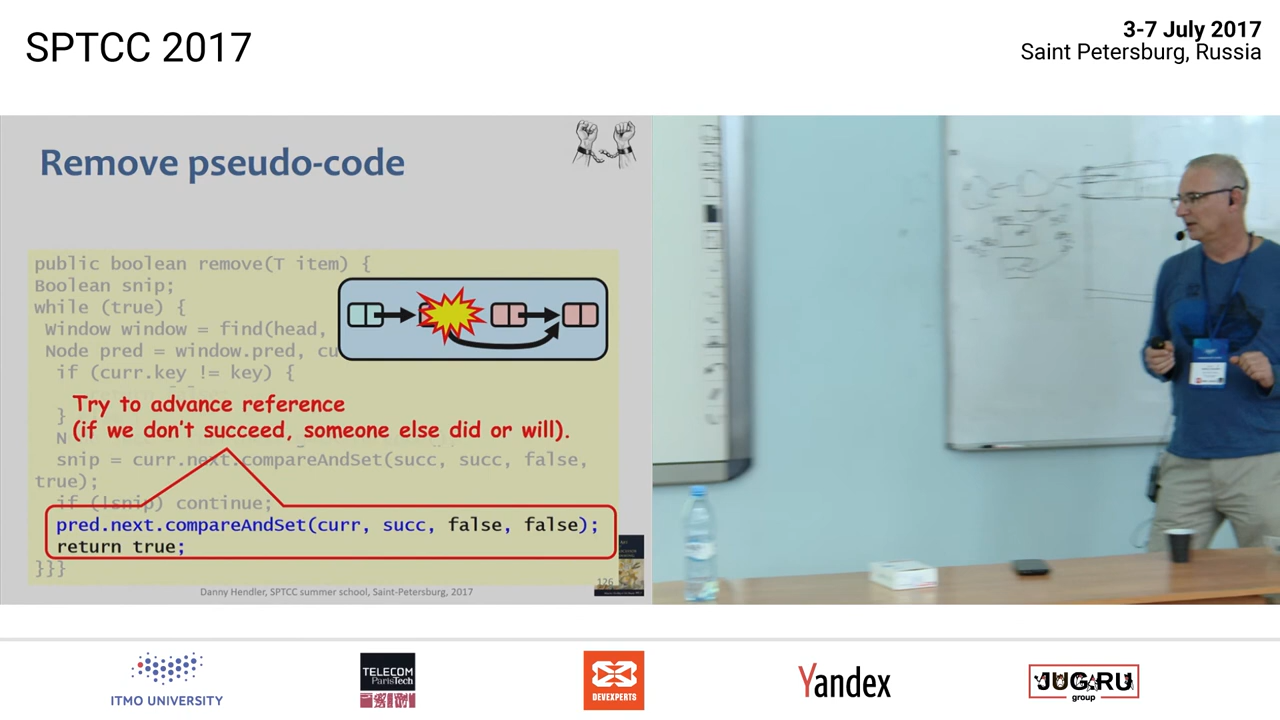 SPTCC 2017
3-7 July 2017
Saint Petersburg, Russia
Remove pseudo-code
public boolean remove(T item) {
Boolean snip;
while (true) {
Window window = find(head,
Node pred = window.pred, cu
if (curr.key != key) {
Try to advance reference
(if we don't succeed, someone else did or will).
}
N
snip = curr.next.compareAndSet(succ, succ, false,
true);
if (!snip) continue;
pred.next.compareAndSet(curr, succ, false, false);
return true;
}}}
126
Danny Hendler, SPTCC summer school, Saint-Petersburg, 2017
ITMO UNIVERSITY
TELECOM
ParisTech
DEVEXPERTS
Yandex
JUG.RU
group